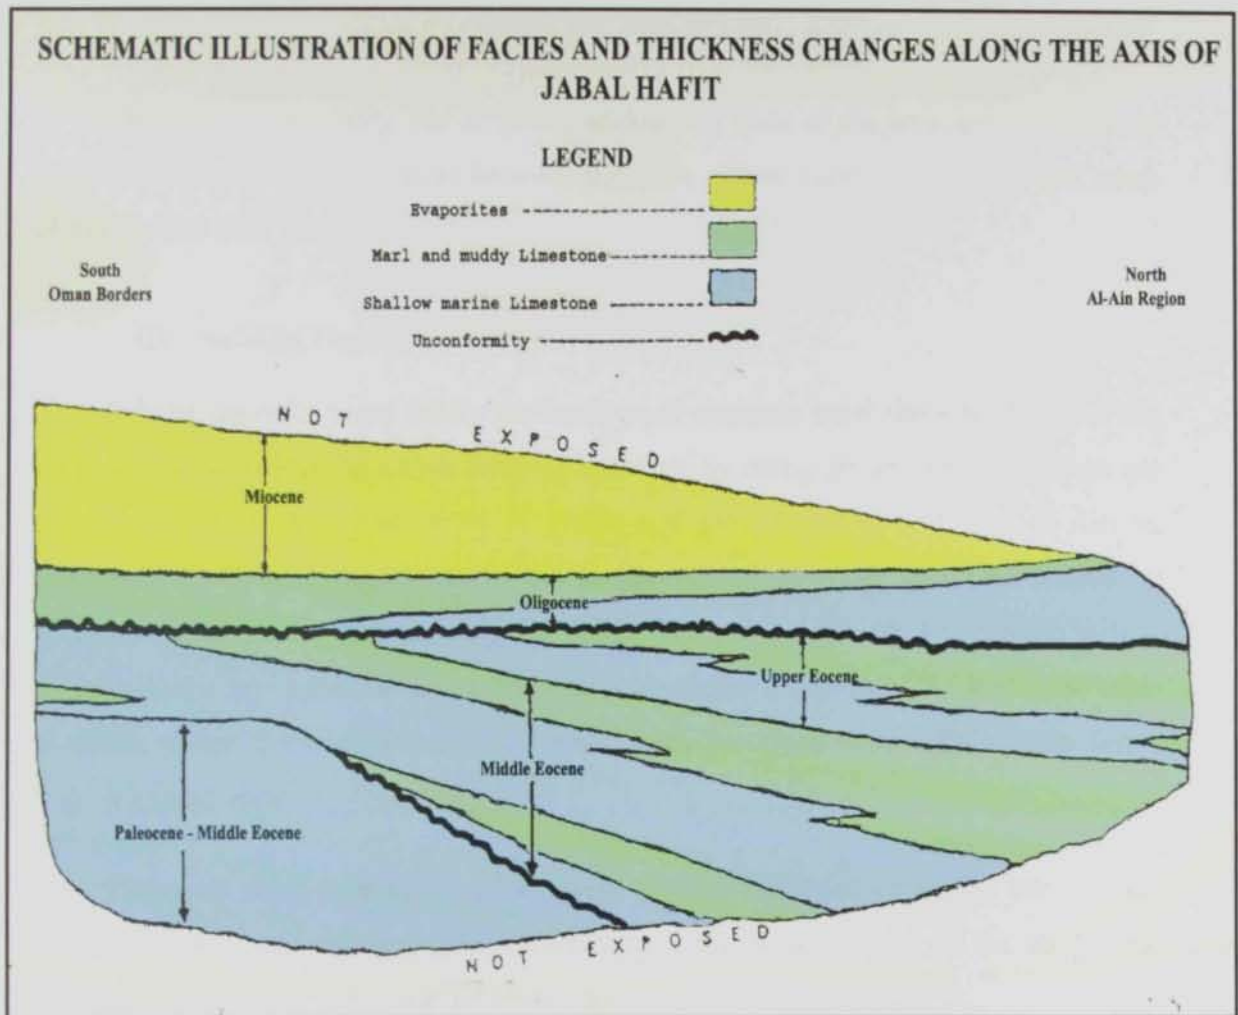 SCHEMATIC ILLUSTRATION OF FACIES AND THICKNESS CHANGES ALONG THE AXIS OF
JABAL HAFIT
LEGEND
Evaporites
Marl and muddy Limestone
Shallow marine Limestone
Unconformity
South
Oman Borders
North
Al-Ain Region
NOT EXPOSED
Miocene
Oligocene
Upper Eocene
Middle Eocene
Paleocene - Middle Eocene
NOT EXPOSED